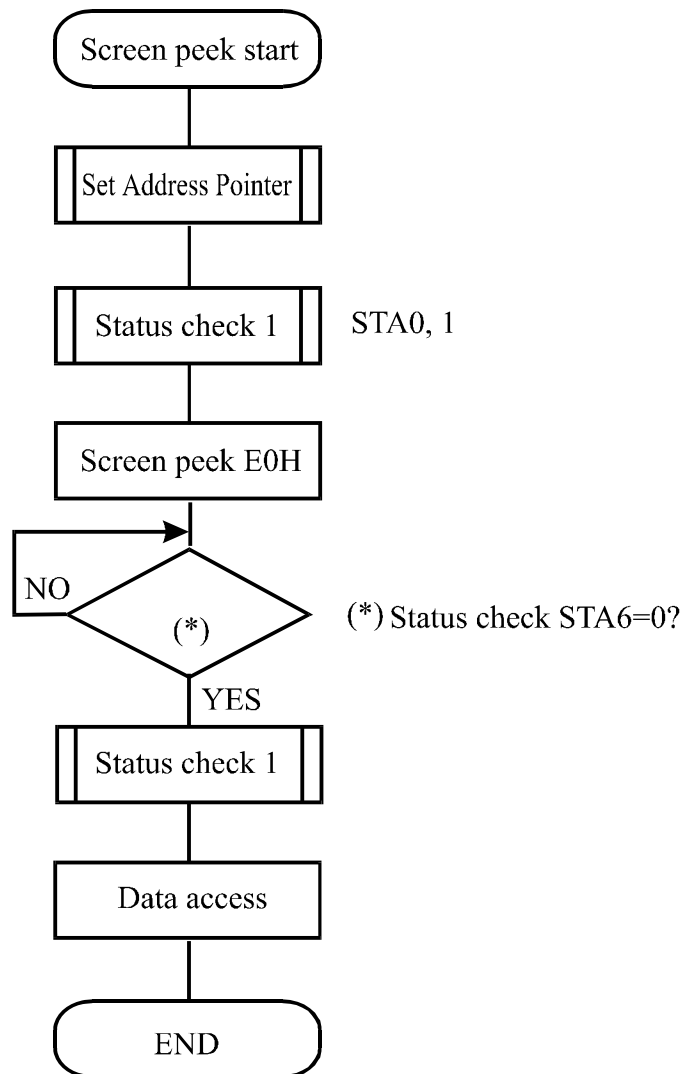 Screen peek start
Set Address Pointer
Status check 1
STA0, 1
Screen peek E0H
NO
(*)
(*) Status check STA6=0?
YES
Status check 1
Data access
END